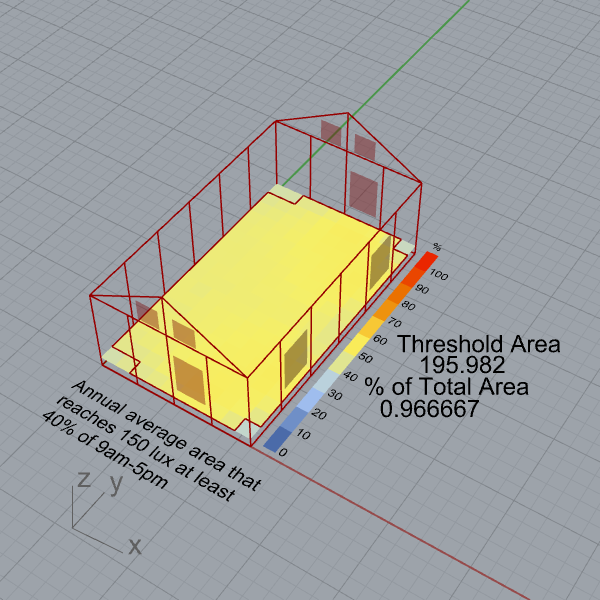 %
100
90
80
70
60
50
40
30
20
10
0
Threshold Area
195.982
% of Total Area
0.966667
Annual average area that
reaches 150 lux at least
40% of 9am-5pm
z
y
x